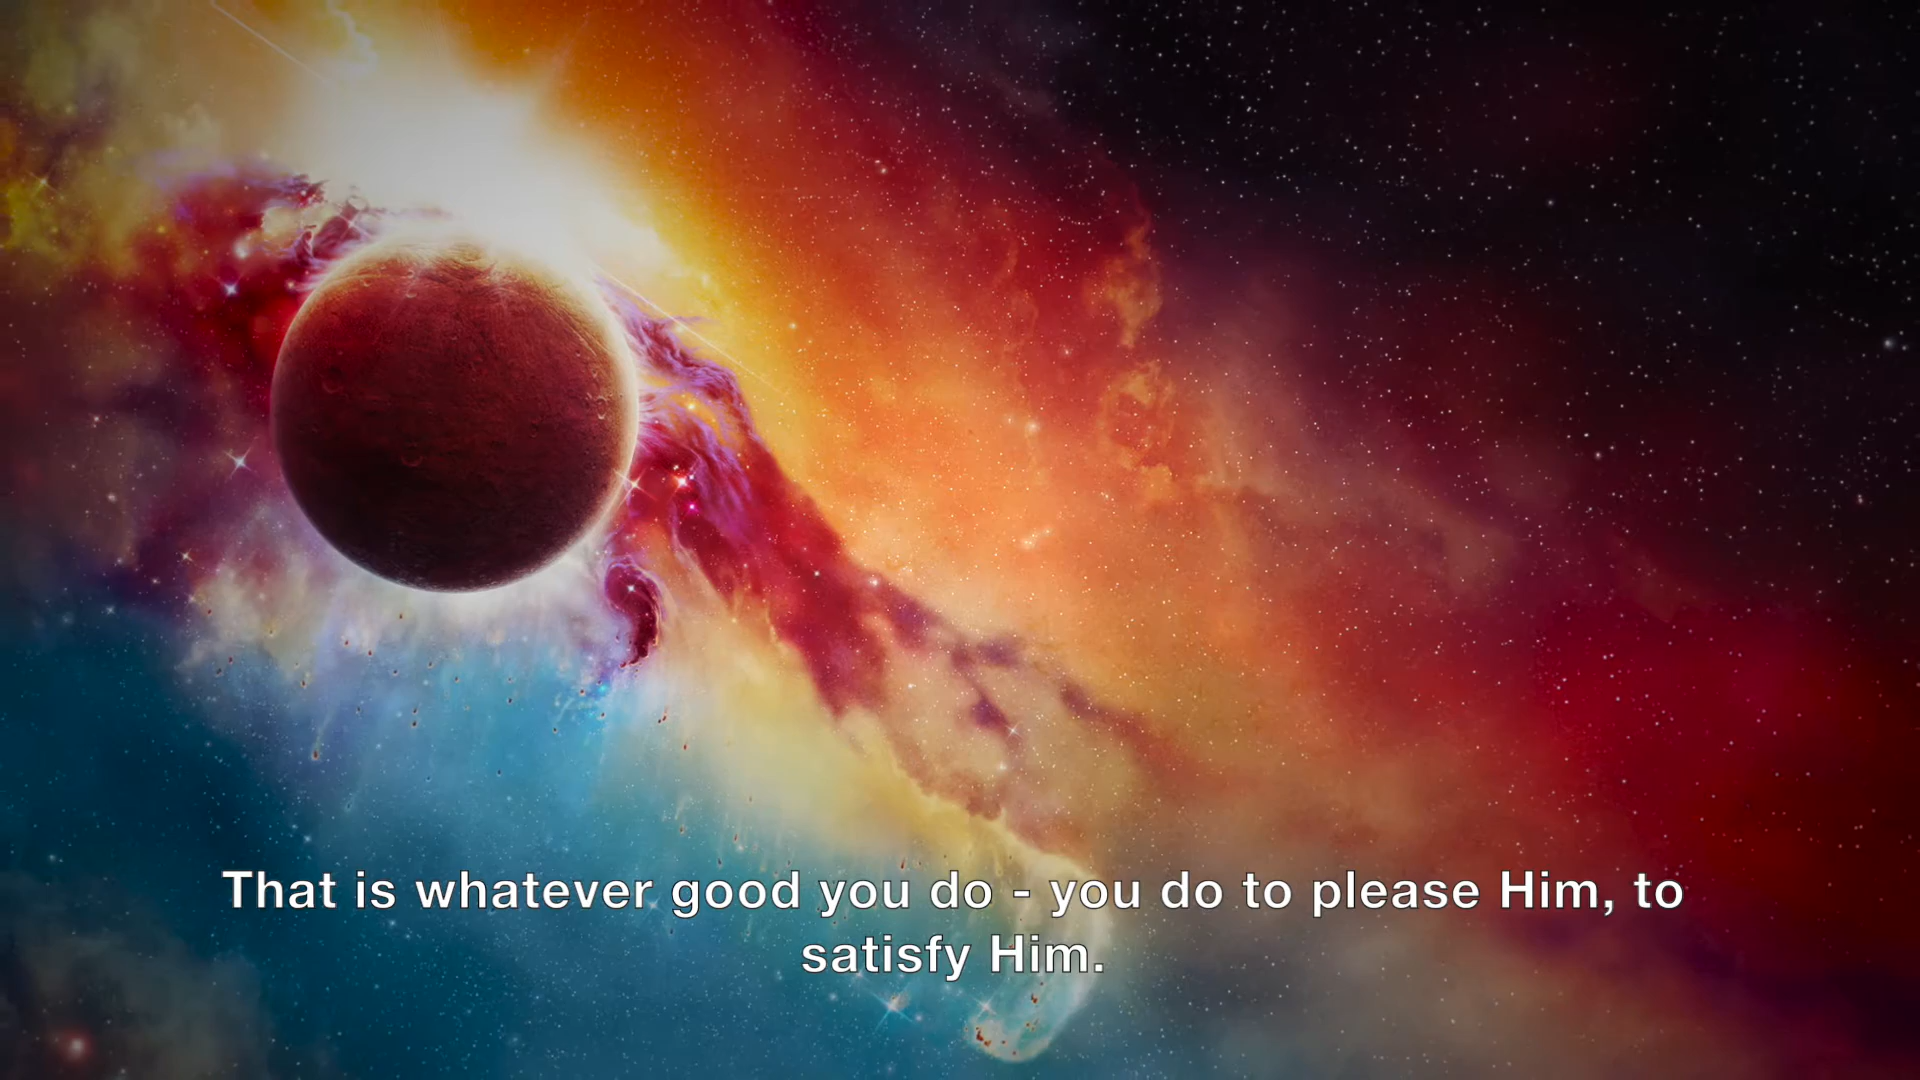 That is whatever good you do - you do to please Him, to
satisfy Him.